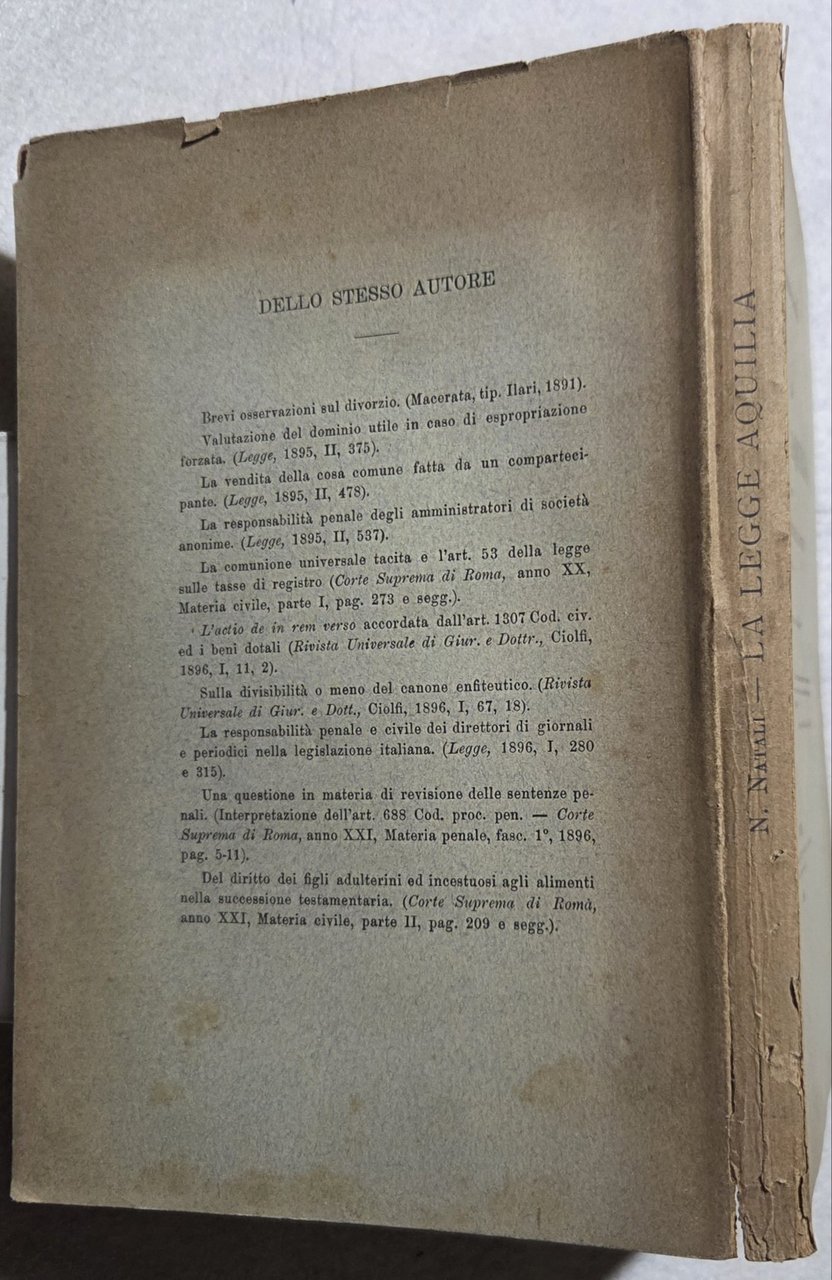 DELLO STESSO AUTORE
Brevi osservazioni sul divorzio. (Macerata, tip. Ilari, 1891).
Valutazione del dominio utile in caso di espropriazione
forzata. (Legge, 1895, II, 375).
La vendita della cosa comune fatta da un comparteci-
pante. (Legge, 1895, II, 478).
La responsabilità penale degli amministratori di società
anonime. (Legge, 1895, II, 537).
La comunione universale tacita e l'art. 53 della legge
sulle tasse di registro (Corte Suprema di Roma, anno XX,
Materia civile, parte I, pag. 273 e segg.).
L'actio de in rem verso accordata dall'art. 1307 Cod. civ.
ed i beni dotali (Rivista Universale di Giur. e Dottr., Ciolfi,
1896, I, 11, 2).
Sulla divisibilità o meno del canone enfiteutico. (Rivista
Universale di Giur. e Dott., Ciolfi, 1896, I, 67, 18).
La responsabilità penale e civile dei direttori di giornali
e periodici nella legislazione italiana. (Legge, 1896, I, 280
e 315).
Una questione in materia di revisione delle sentenze pe-
nali. (Interpretazione dell'art. 688 Cod. proc. pen. — Corte
Suprema di Roma, anno XXI, Materia penale, fasc. 1°, 1896,
pag. 5-11).
Del diritto dei figli adulterini ed incestuosi agli alimenti
nella successione testamentaria. (Corte Suprema di Romà,
anno XXI, Materia civile, parte II, pag. 209 e segg.).
N. NATALI — LA LEGGE AQUILIA